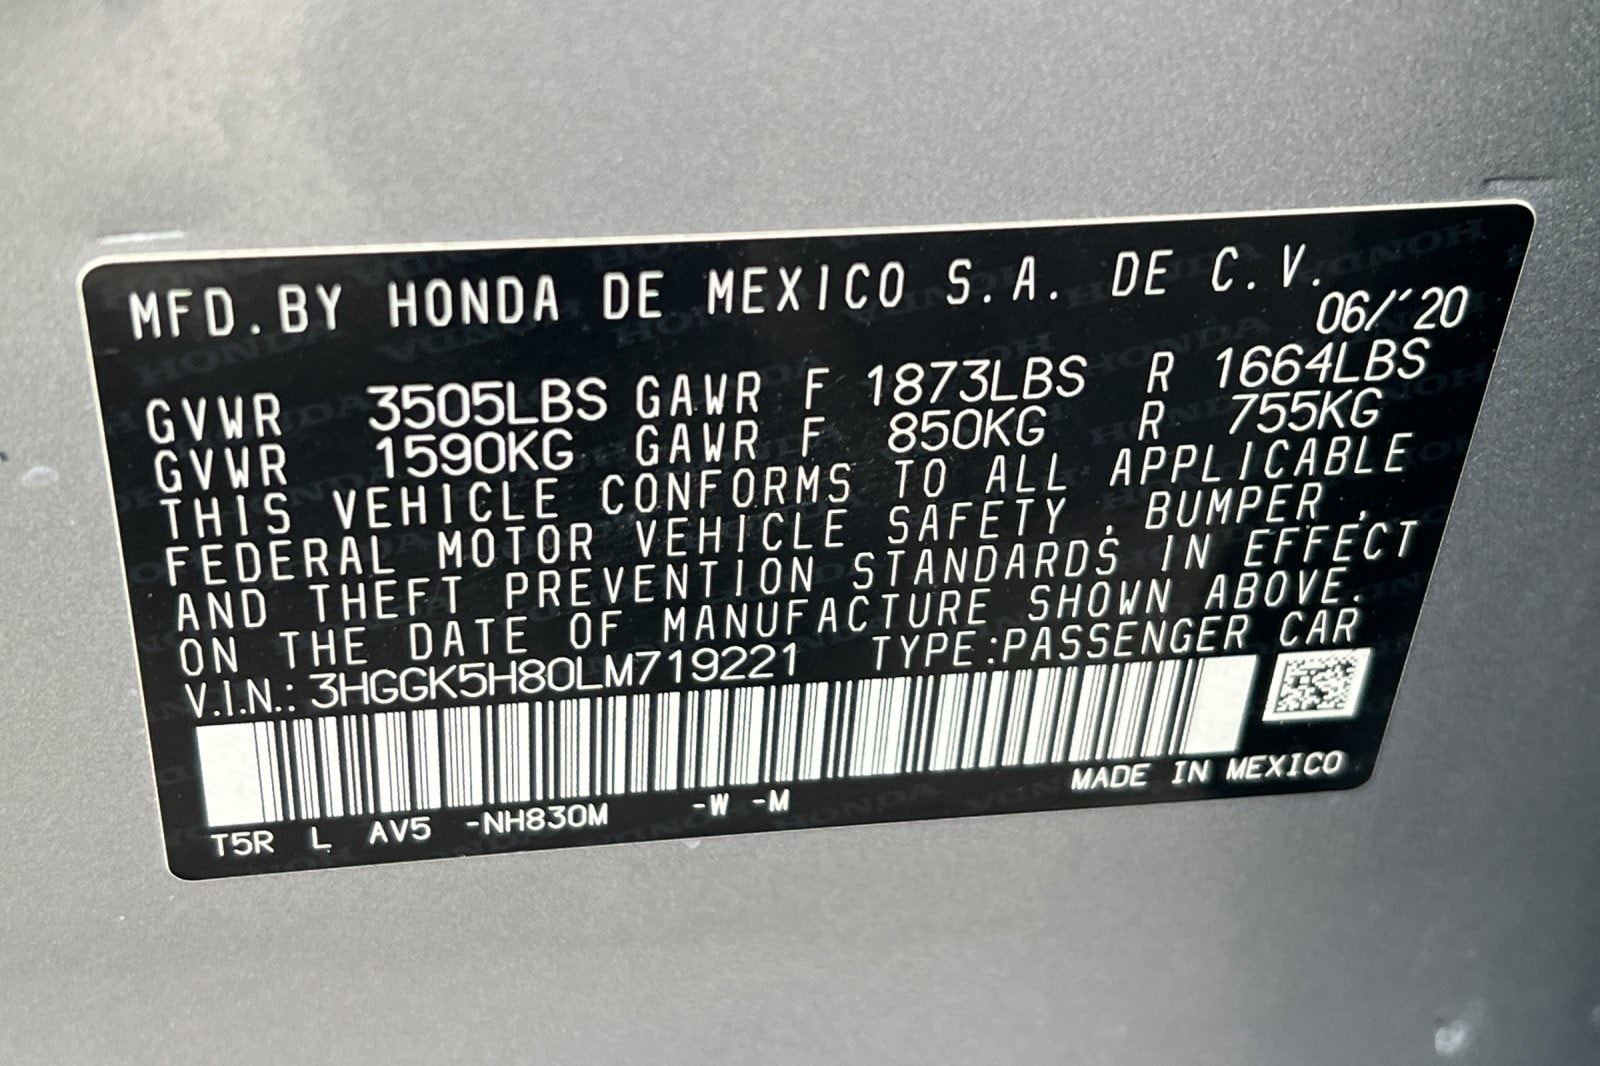 MFD.BY HONDA DE MEXICO S.A. DE C.V.
06/´20
GVWR 3505LBS GAWR F 1873LBS R 1664LBS
GVWR 1590KG GAWR F 850KG R 755KG
THIS VEHICLE CONFORMS TO ALL APPLICABLE
FEDERAL MOTOR VEHICLE SAFETY , BUMPER ,
AND THEFT PREVENTION STANDARDS IN EFFECT
ON THE DATE OF MANUFACTURE SHOWN ABOVE.
V.I.N.: 3HGGK5H80LM719221 TYPE:PASSENGER CAR
T5R L AV5 -NH830M -W -M MADE IN MEXICO